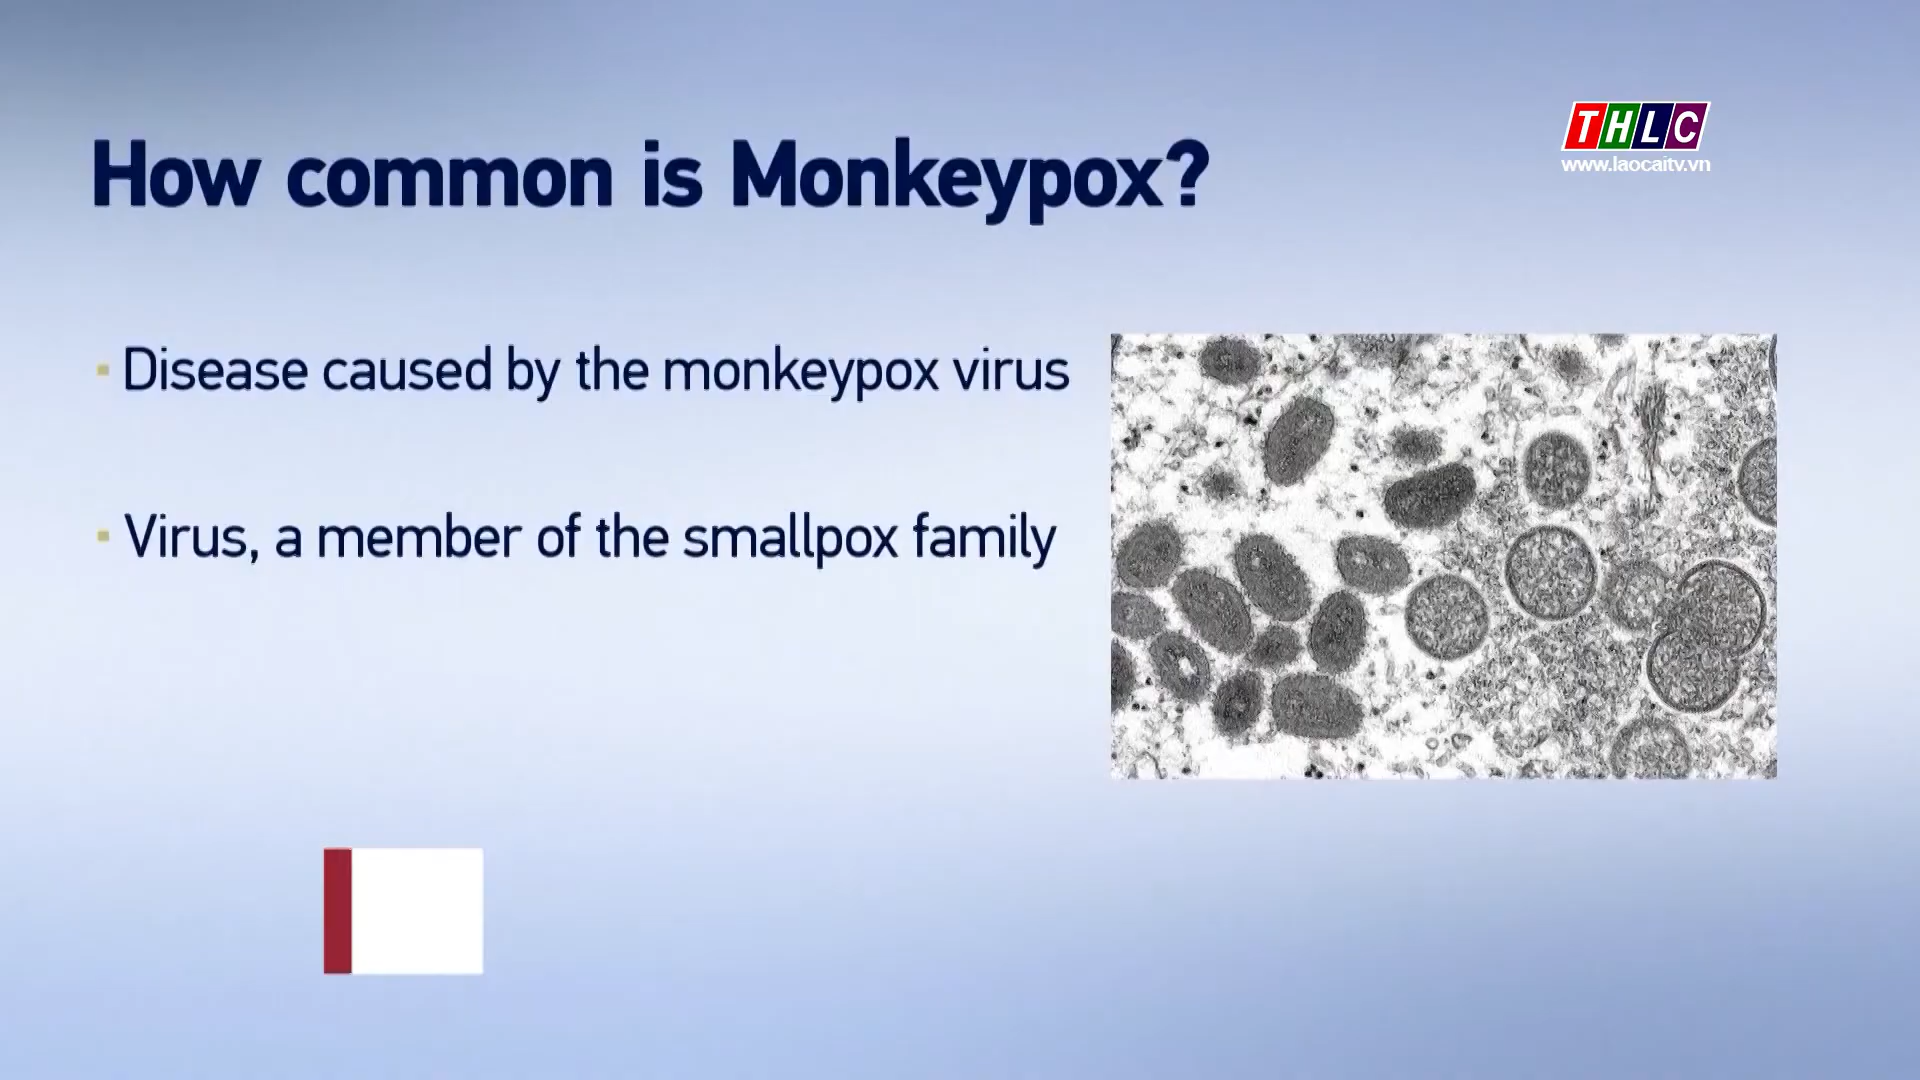 How common is Monkeypox?
THLC
www.laocaitv.vn
Disease caused by the monkeypox virus
Virus, a member of the smallpox family